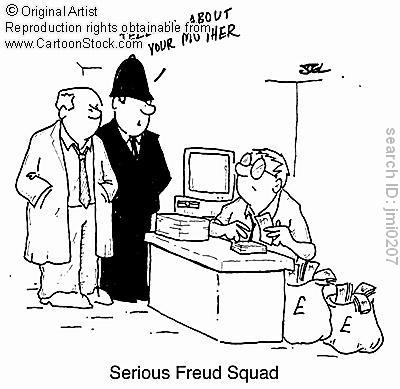 © Original Artist
Reproduction rights obtainable from
www.CartoonStock.com
ABOUT
YOUR MOTHER
£
£
search ID: jmi0207
Serious Freud Squad